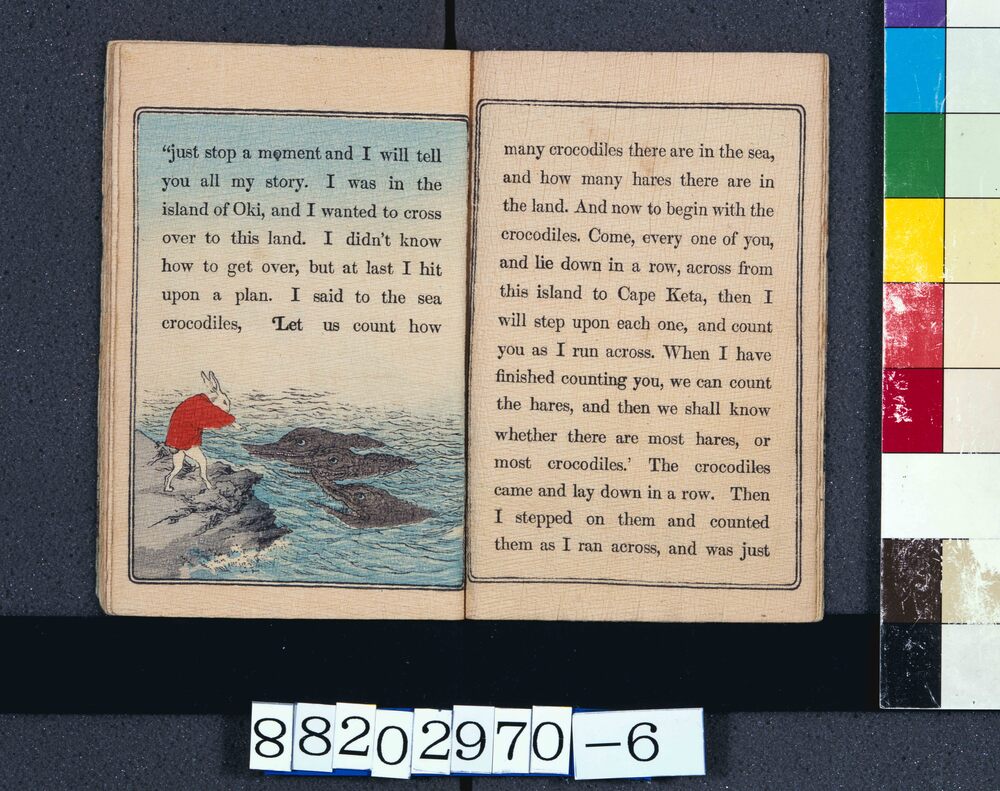 “just stop a moment and I will tell
you all my story. I was in the
island of Oki, and I wanted to cross
over to this land. I didn't know
how to get over, but at last I hit
upon a plan. I said to the sea
crocodiles, ‘Let us count how
many crocodiles there are in the sea,
and how many hares there are in
the land. And now to begin with the
crocodiles. Come, every one of you,
and lie down in a row, across from
this island to Cape Keta, then I
will step upon each one, and count
you as I run across. When I have
finished counting you, we can count
the hares, and then we shall know
whether there are most hares, or
most crocodiles.’ The crocodiles
came and lay down in a row. Then
I stepped on them and counted
them as I ran across, and was just
88202970-6